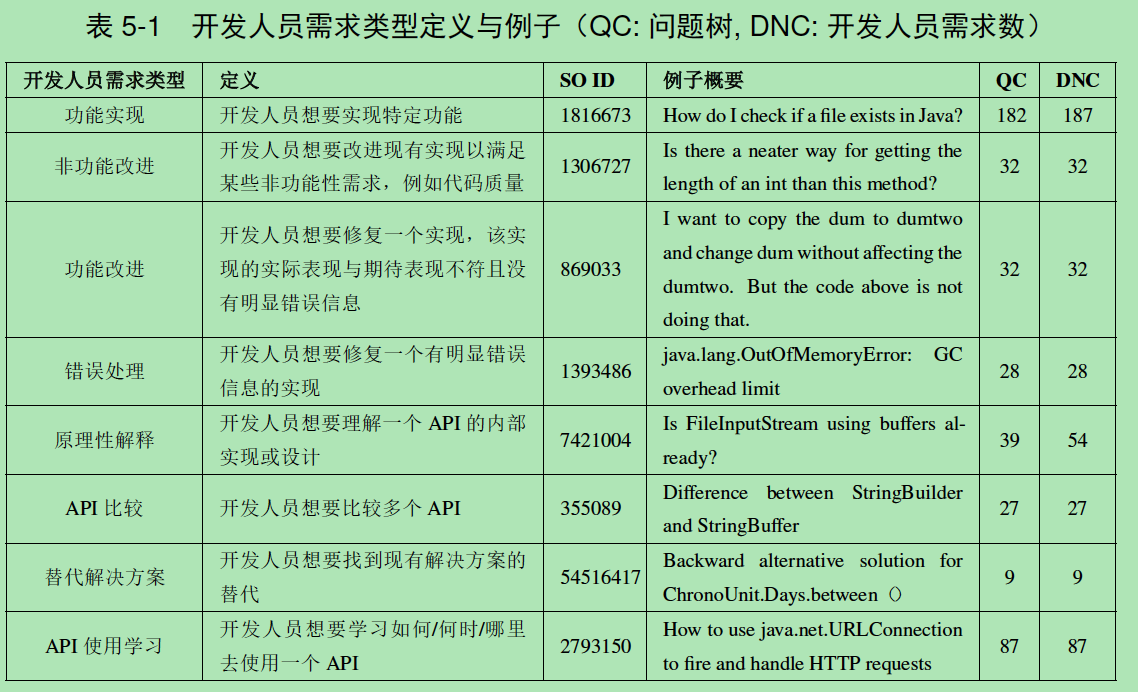 表 5-1 开发人员需求类型定义与例子（QC: 问题树, DNC: 开发人员需求数）
开发人员需求类型 定义 SO ID 例子概要 QC DNC
功能实现 开发人员想要实现特定功能 1816673 How do I check if a file exists in Java? 182 187
非功能改进 开发人员想要改进现有实现以满足
某些非功能性需求，例如代码质量 1306727 Is there a neater way for getting the
length of an int than this method? 32 32
功能改进 开发人员想要修复一个实现，该实
现的实际表现与期待表现不符且没
有明显错误信息 869033 I want to copy the dum to dumtwo
and change dum without affecting the
dumtwo. But the code above is not
doing that. 32 32
错误处理 开发人员想要修复一个有明显错误
信息的实现 1393486 java.lang.OutOfMemoryError: GC
overhead limit 28 28
原理性解释 开发人员想要理解一个 API 的内部
实现或设计 7421004 Is FileInputStream using buffers al-
ready? 39 54
API 比较 开发人员想要比较多个 API 355089 Difference between StringBuilder
and StringBuffer 27 27
替代解决方案 开发人员想要找到现有解决方案的
替代 54516417 Backward alternative solution for
ChronoUnit.Days.between（） 9 9
API 使用学习 开发人员想要学习如何/何时/哪里
去使用一个 API 2793150 How to use java.net.URLConnection
to fire and handle HTTP requests 87 87